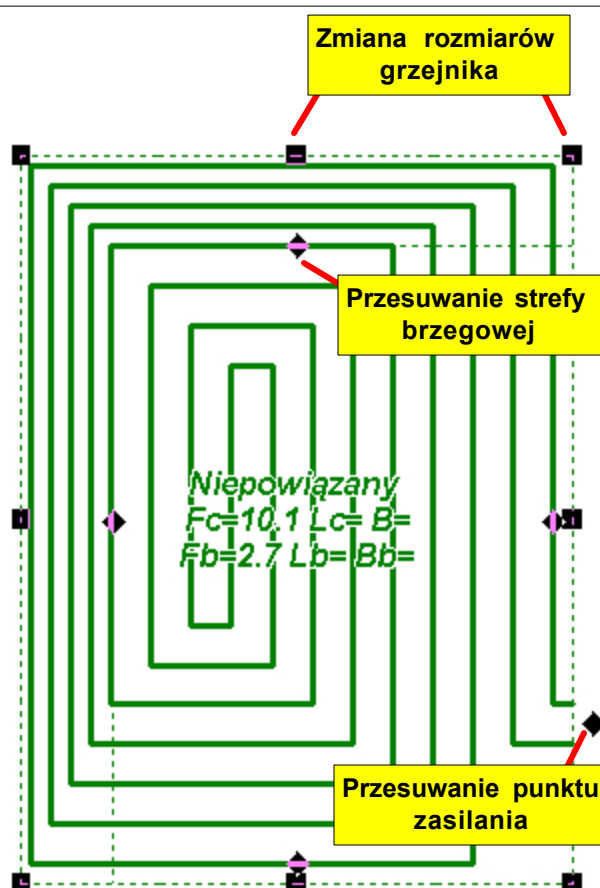 Zmiana rozmiarów
grzejnika
Przesuwanie strefy
brzegowej
Niepowiązany
Fc=10.1 Lc= B=
Fb=2.7 Lb= Bb=
Przesuwanie punktu
zasilania